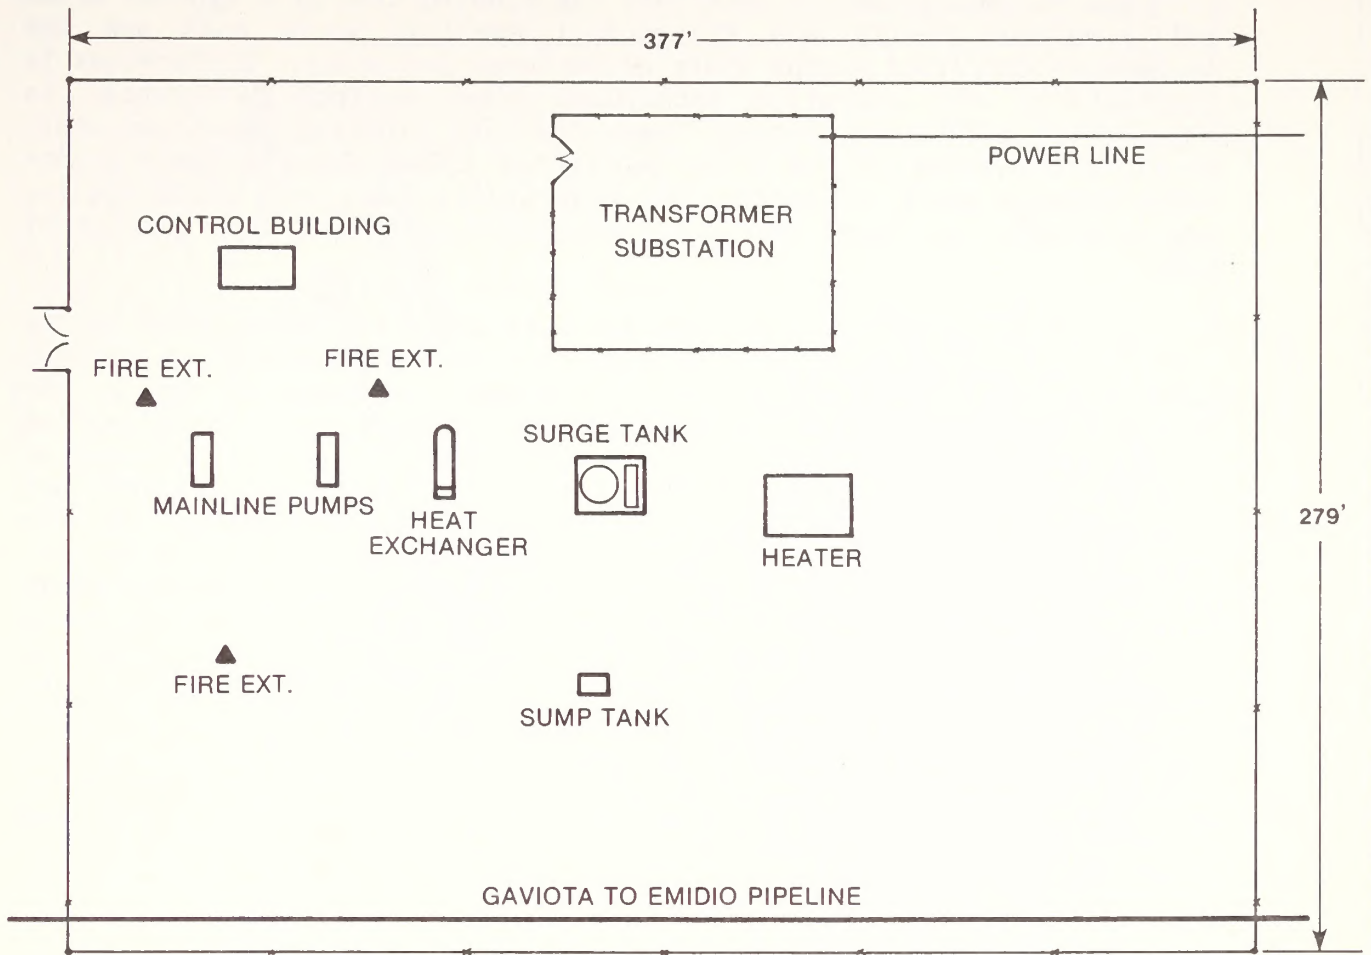 377'
POWER LINE
TRANSFORMER
SUBSTATION
CONTROL BUILDING
FIRE EXT.
FIRE EXT.
SURGE TANK
MAINLINE PUMPS
HEAT
EXCHANGER
279'
HEATER
FIRE EXT.
SUMP TANK
GAVIOTA TO EMIDIO PIPELINE